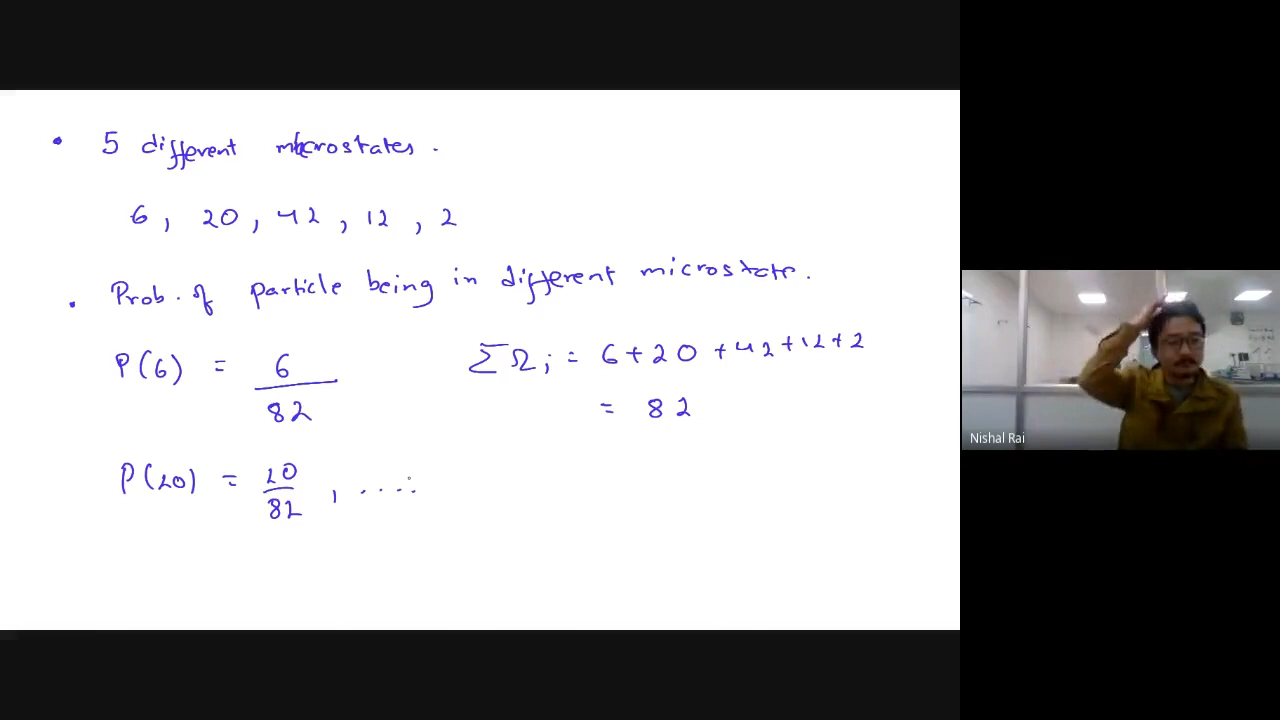 • 5 different microstates.
6, 20, 42, 12, 2
• Prob. of particle being in different microstate.
P(6) = 6/82
∑Ωi = 6+20+42+12+2
= 82
P(20) = 20/82, .....
Nishal Rai